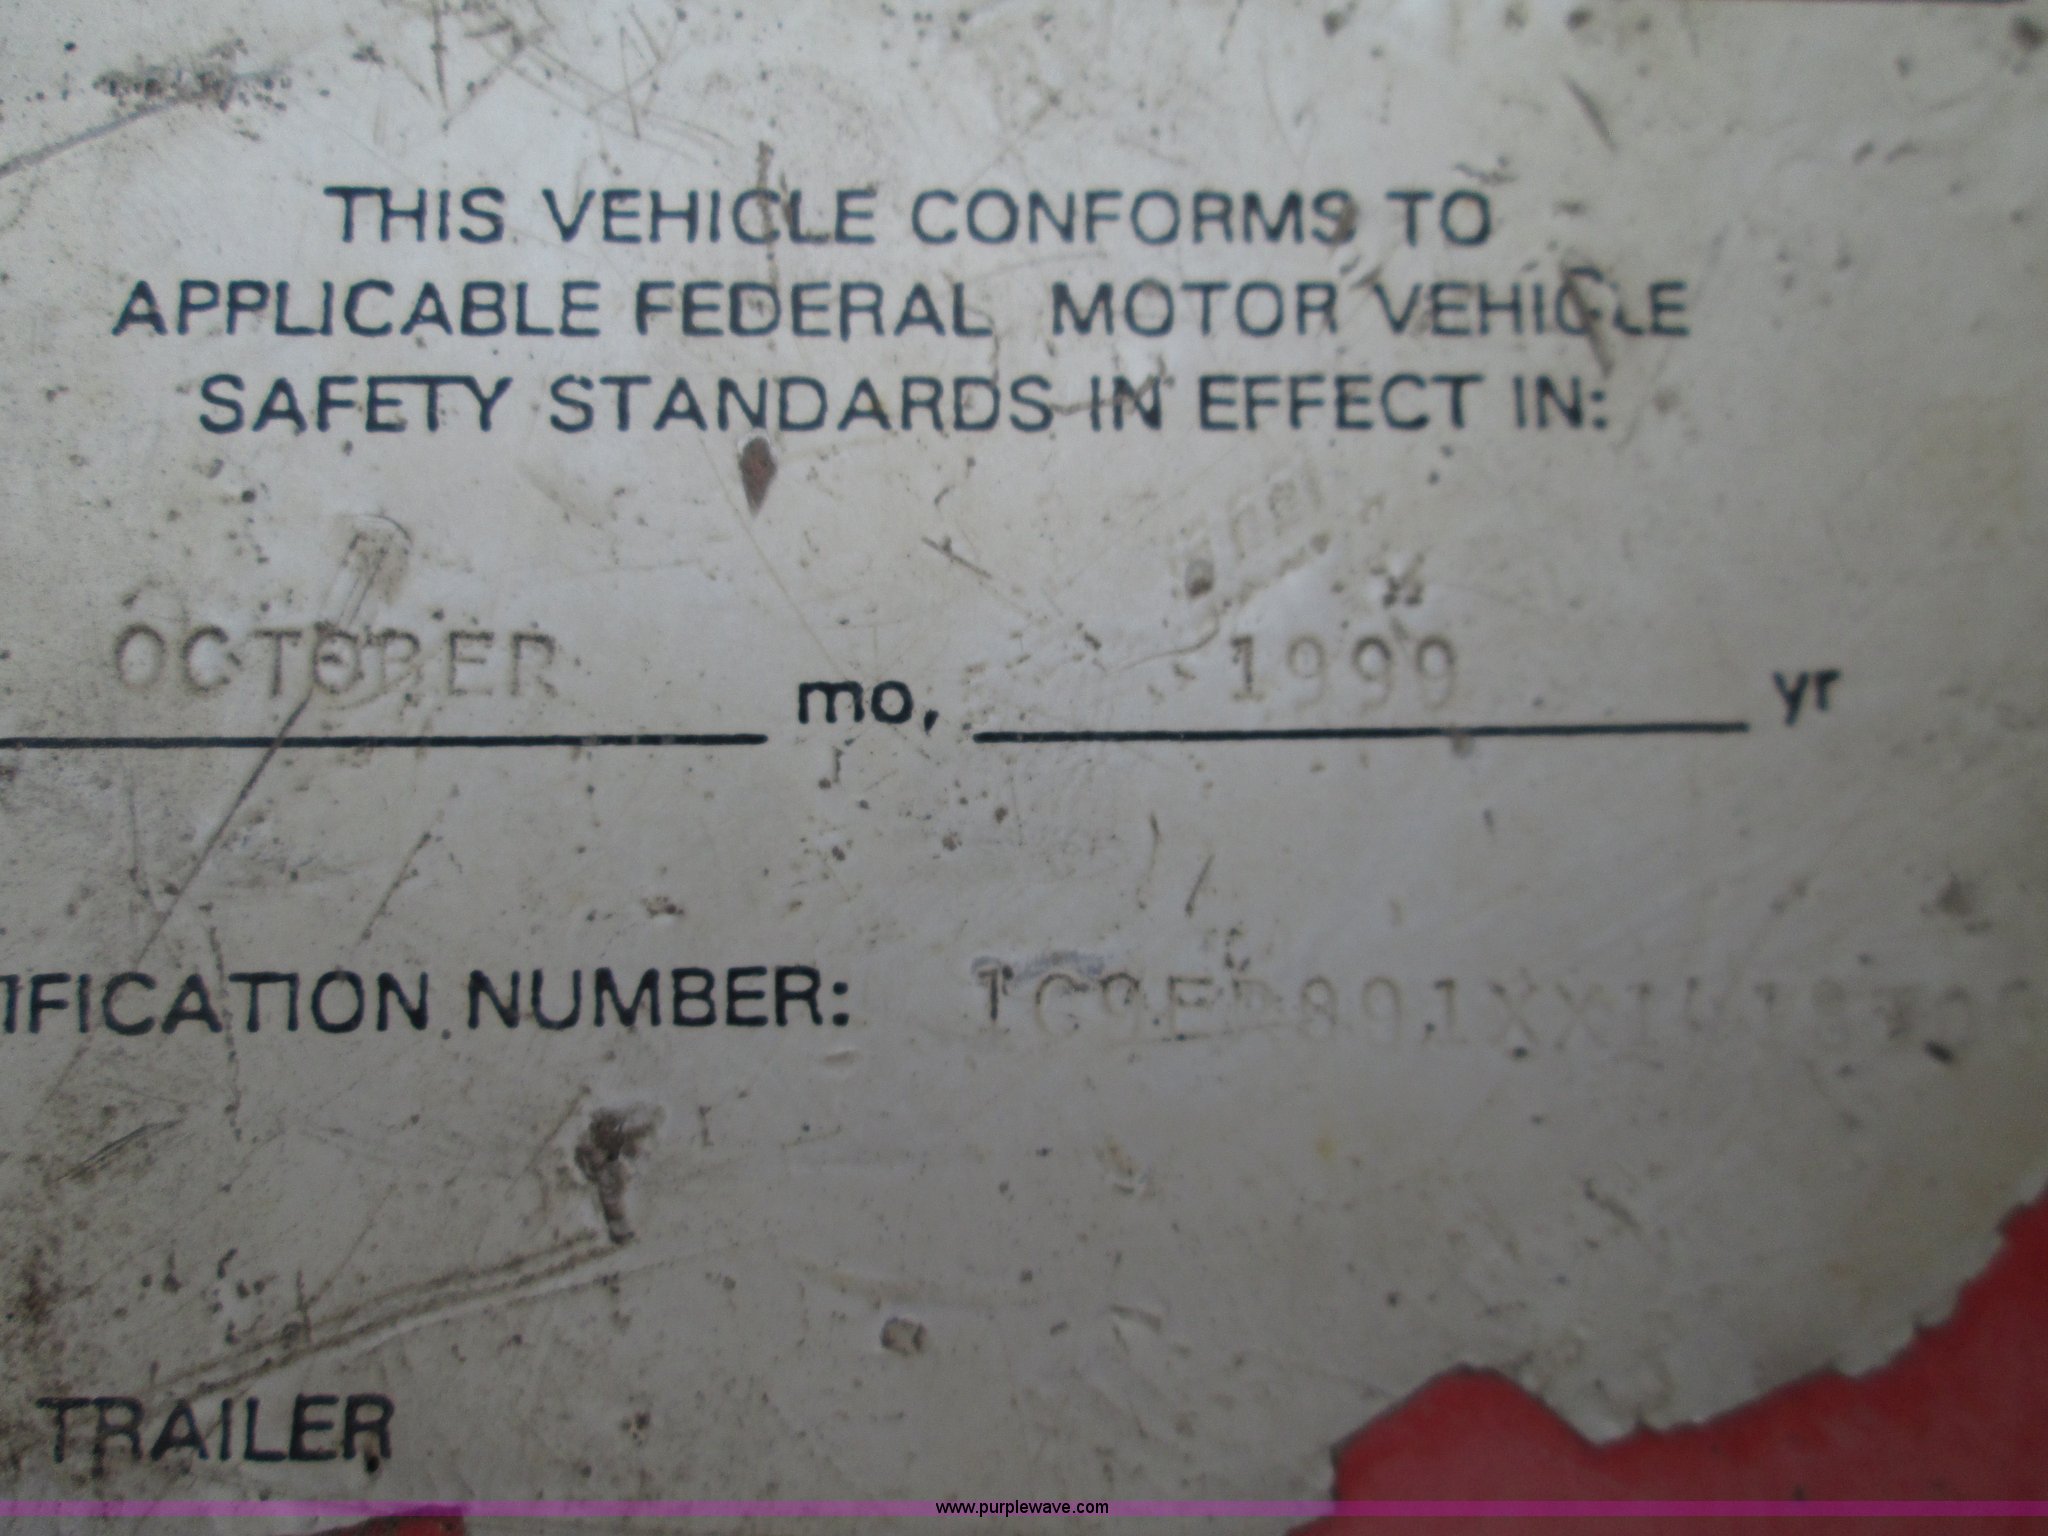 THIS VEHICLE CONFORMS TO
APPLICABLE FEDERAL MOTOR VEHICLE
SAFETY STANDARDS IN EFFECT IN:
OCTOBER mo, 1999 yr
TIFICATION NUMBER:
TRAILER
www.purplewave.com